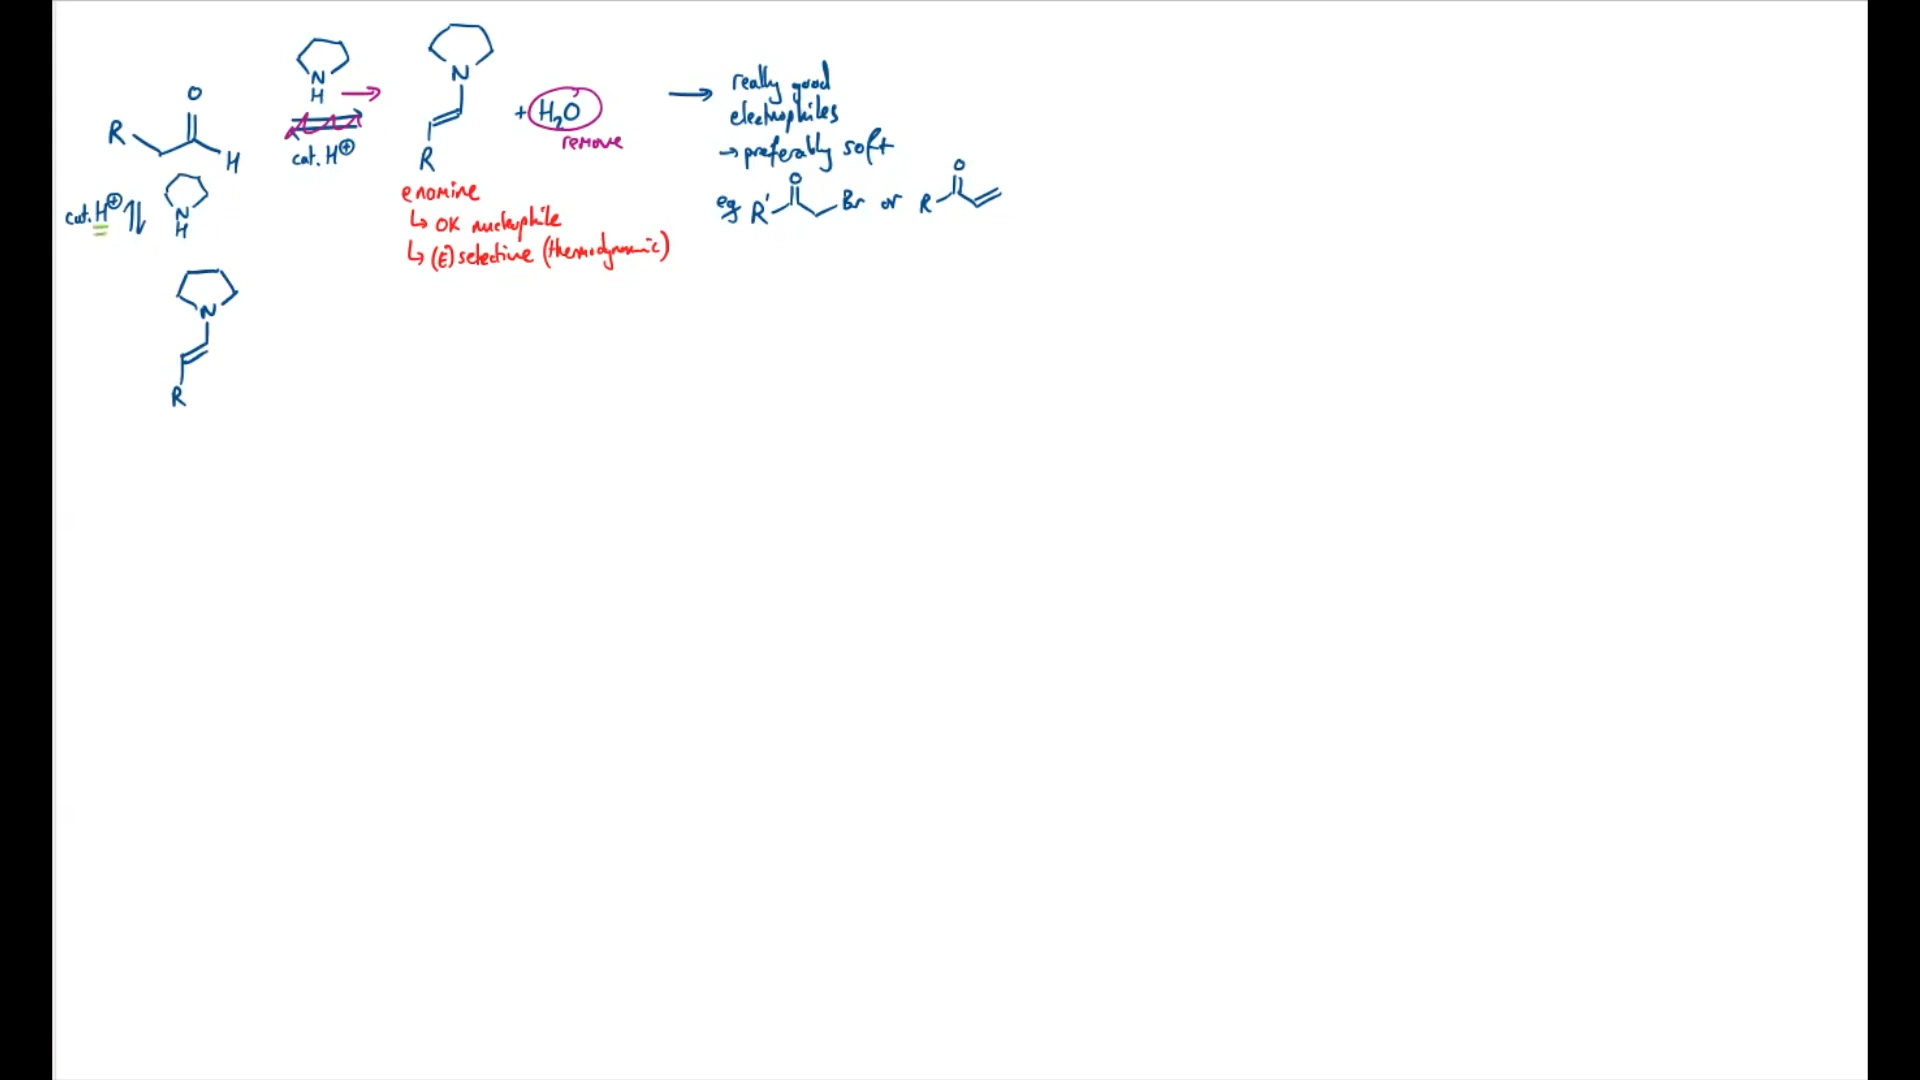 N
H
cat. H⊕
O
R
H
N
R
+ H₂O
remove
→ really good
electrophiles
→ preferably soft
eg R' O Br or R O
enamine
↳ OK nucleophile
↳ (E) selective (thermodynamic)
cat. H⊕ ⇌
N
H
N
R